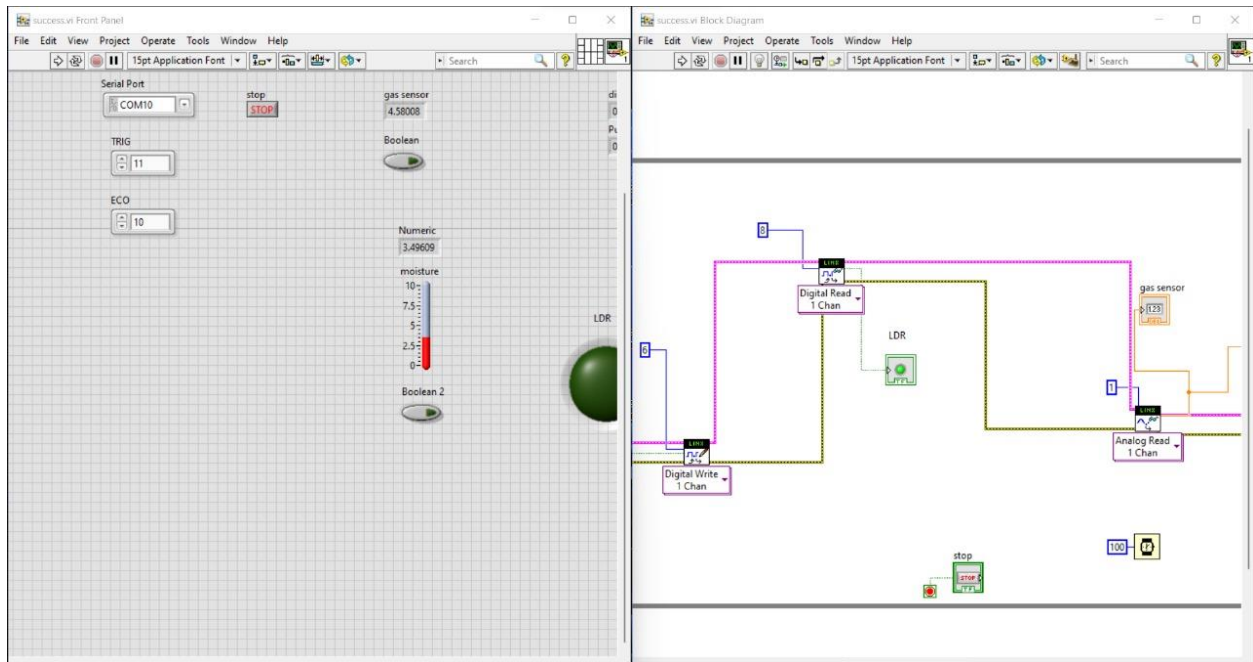 success.vi Front Panel
File Edit View Project Operate Tools Window Help
15pt Application Font
Search
Serial Port
COM10
stop
STOP
gas sensor
4.58008
di
0
Pu
0
TRIG
11
Boolean
ECO
10
Numeric
3.49609
moisture
10
7.5
5
2.5
0
LDR
Boolean 2
success.vi Block Diagram
File Edit View Project Operate Tools Window Help
15pt Application Font
Search
8
LINX
Digital Read
1 Chan
gas sensor
123
LDR
6
1
LINX
Analog Read
1 Chan
LINX
Digital Write
1 Chan
100
stop
STOP